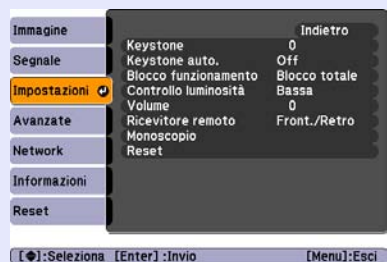 Immagine
Segnale
Impostazioni
Avanzate
Network
Informazioni
Reset
Indietro
Keystone 0
Keystone auto. Off
Blocco funzionamento Blocco totale
Controllo luminosità Bassa
Volume 0
Ricevitore remoto Front./Retro
Monoscopio
Reset
[◆]:Seleziona [Enter] :Invio [Menu]:Esci